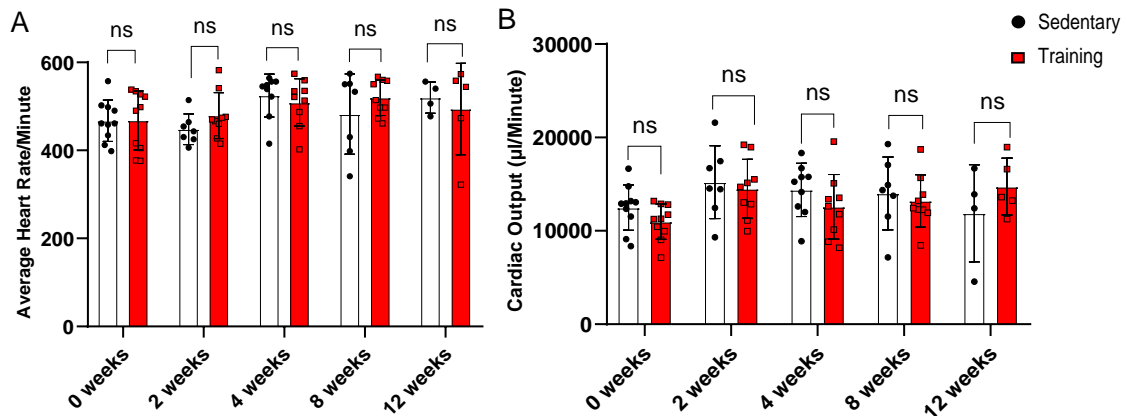 A
B
Sedentary
Training
ns
ns
ns
ns
ns
600
400
200
0
Average Heart Rate/Minute
0 weeks
2 weeks
4 weeks
8 weeks
12 weeks
ns
ns
ns
ns
ns
30000
20000
10000
0
Cardiac Output (µl/Minute)
0 weeks
2 weeks
4 weeks
8 weeks
12 weeks